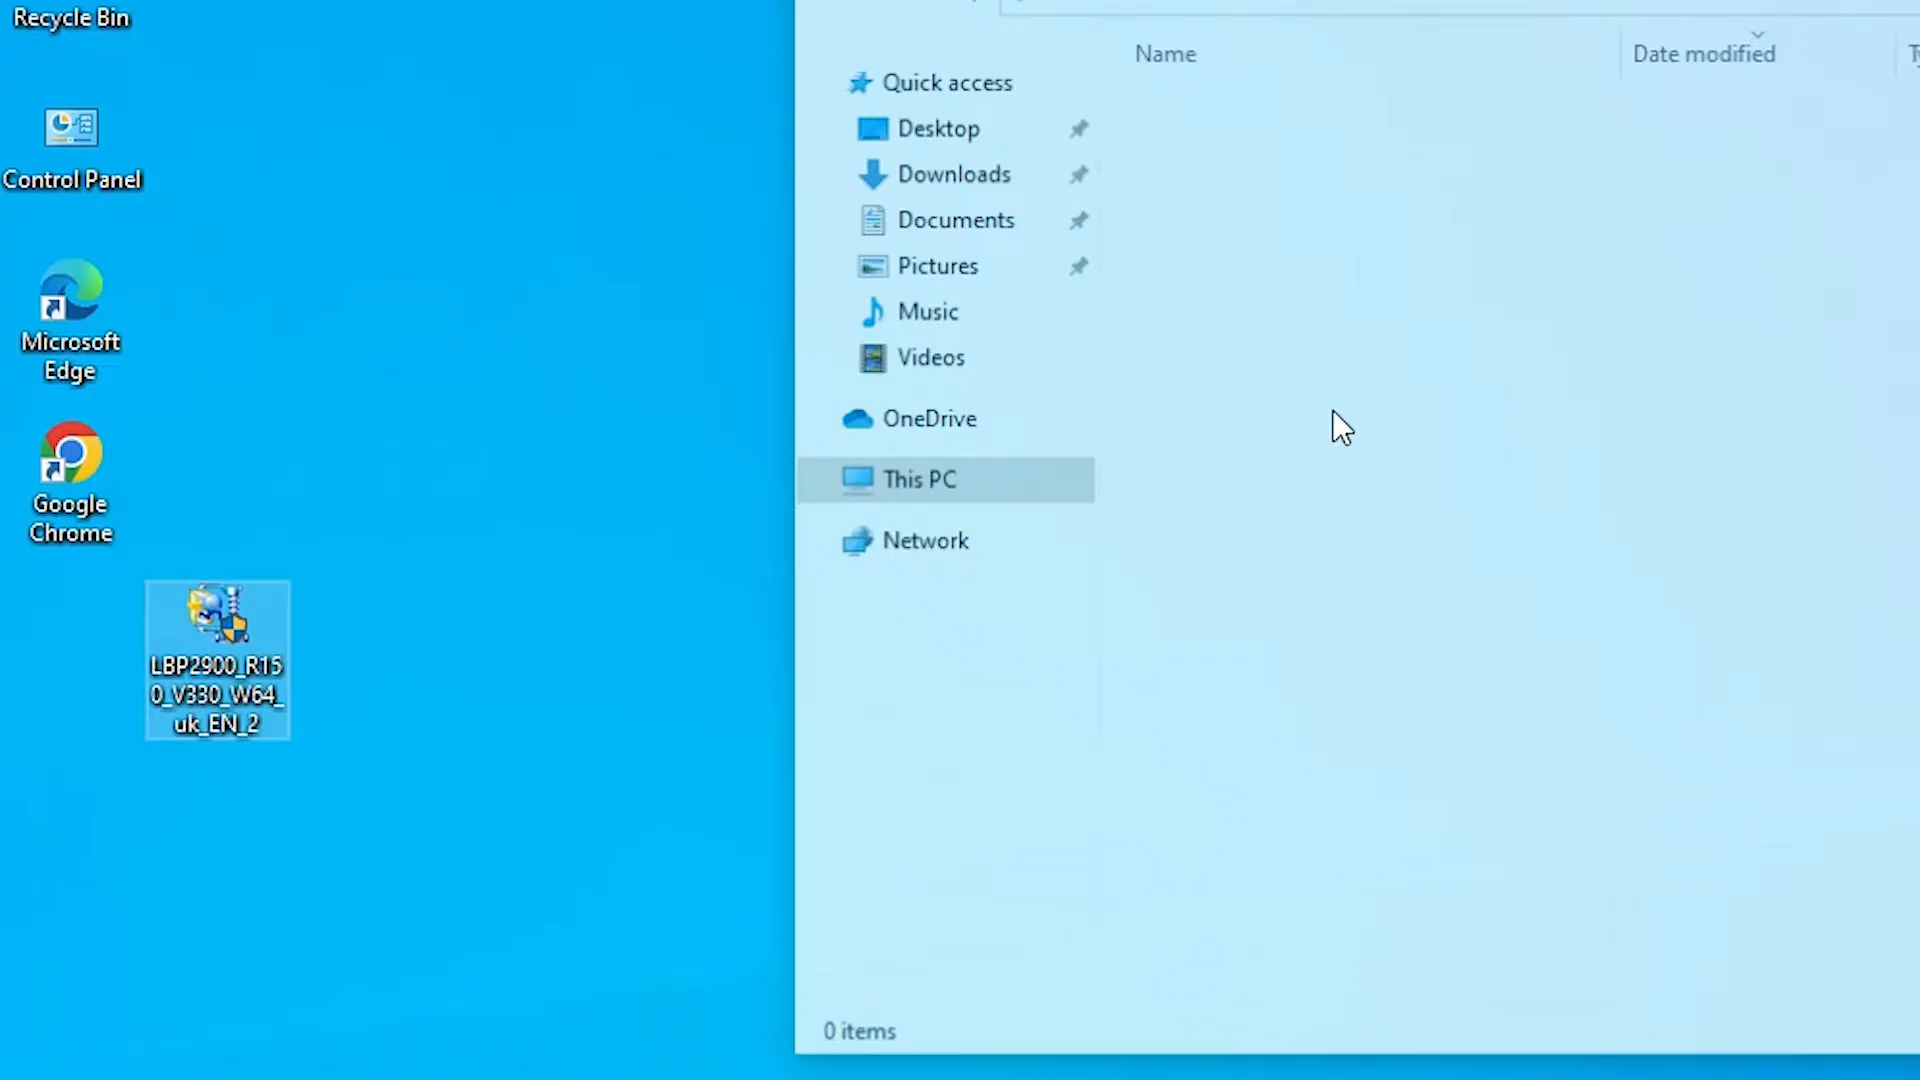 Recycle Bin
Control Panel
Microsoft
Edge
Google
Chrome
LBP2900_R15
0_V330_W64_
uk_EN_2
Name
Date modified
Quick access
Desktop
Downloads
Documents
Pictures
Music
Videos
OneDrive
This PC
Network
0 items